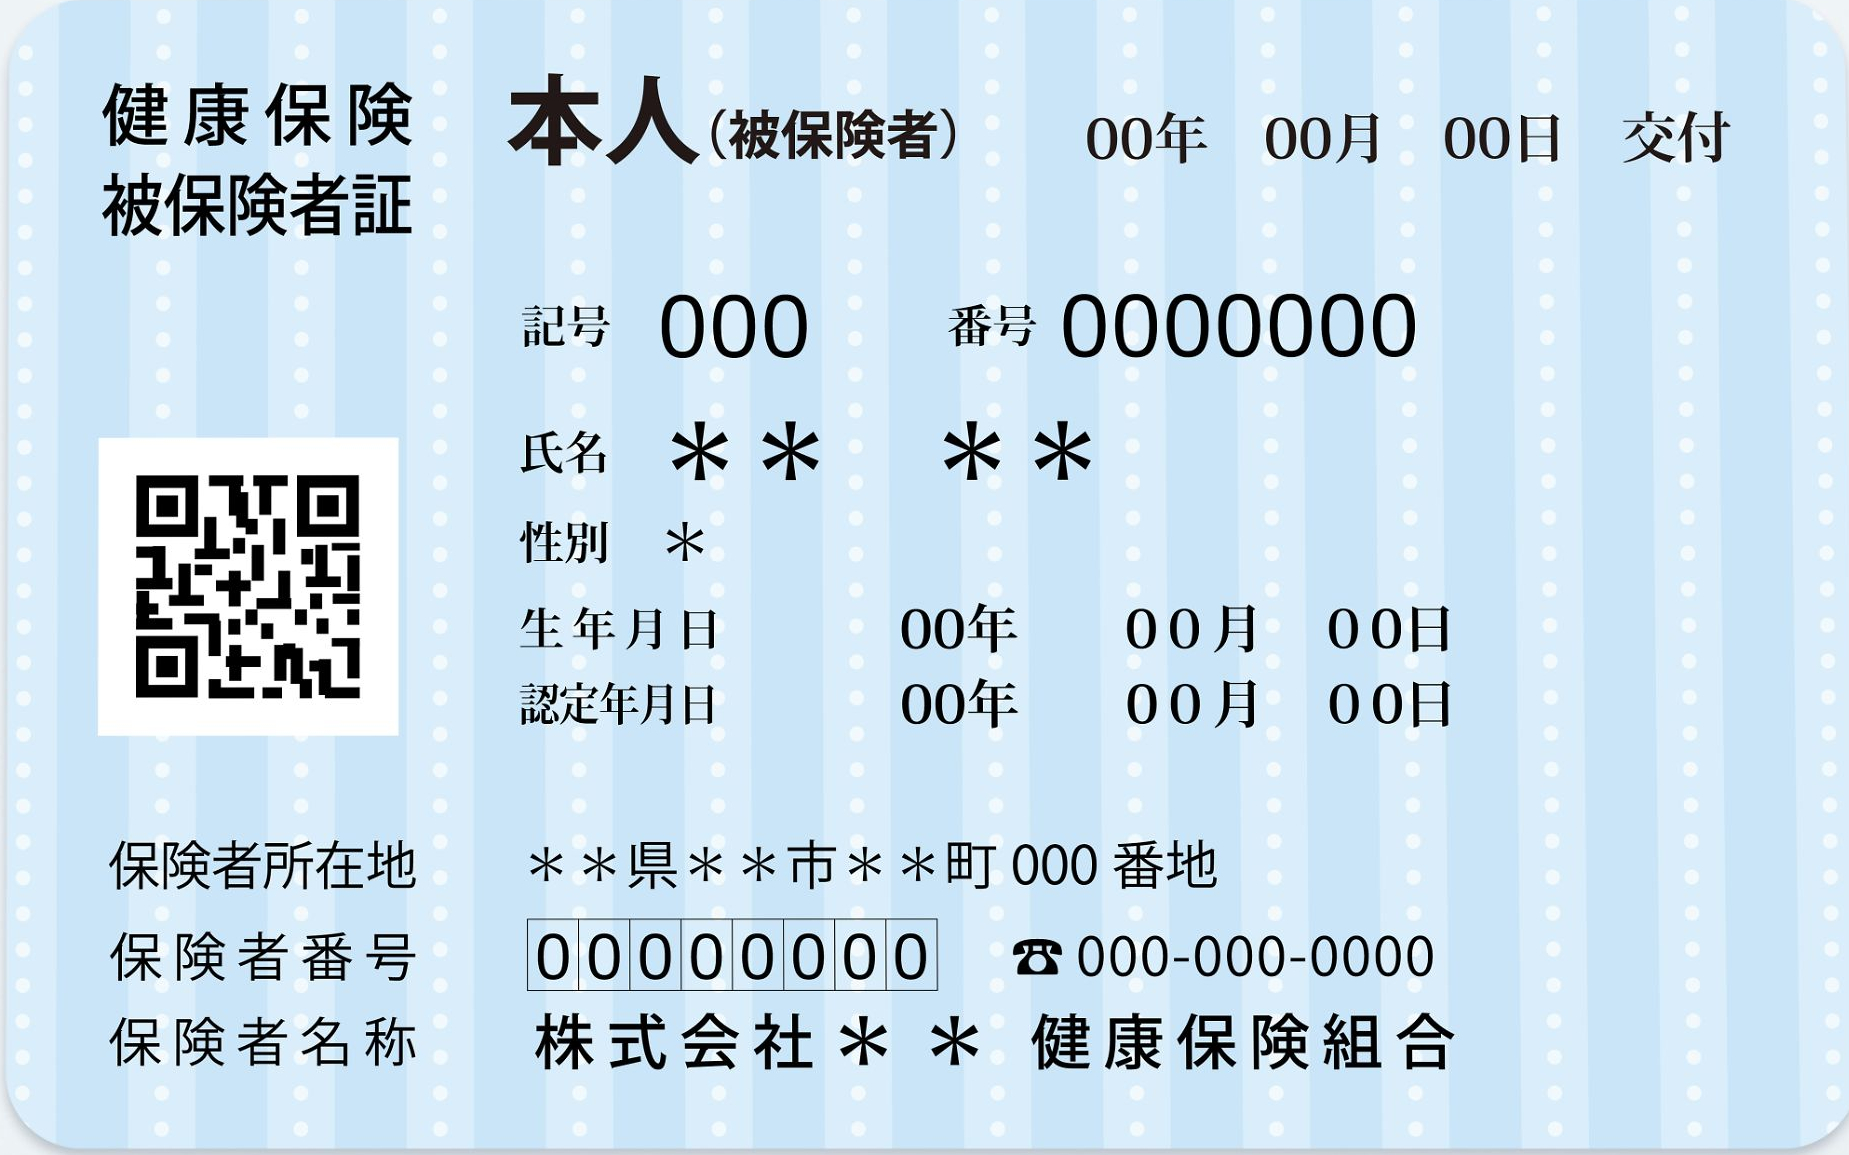 健康保険
被保険者証
本人（被保険者） 00年 00月 00日 交付
記号 000 番号 0000000
氏名 ＊＊ ＊＊
性別 ＊
生年月日 00年 00月 00日
認定年月日 00年 00月 00日
保険者所在地 ＊＊県＊＊市＊＊町 000 番地
保険者番号 00000000 ☎ 000-000-0000
保険者名称 株式会社＊＊ 健康保険組合